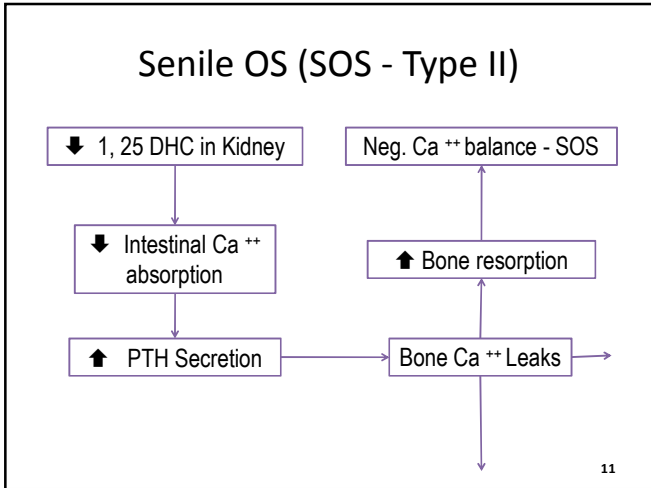 Senile OS (SOS - Type II)
🡇 1, 25 DHC in Kidney
Neg. Ca ⁺⁺ balance - SOS
🡇 Intestinal Ca ⁺⁺
absorption
🡅 Bone resorption
🡅 PTH Secretion
Bone Ca ⁺⁺ Leaks
11